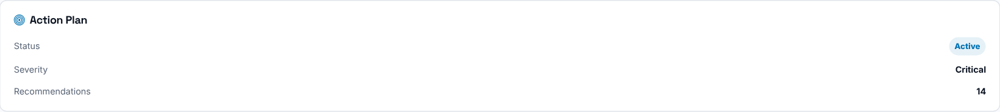 Action Plan
Status Active
Severity Critical
Recommendations 14